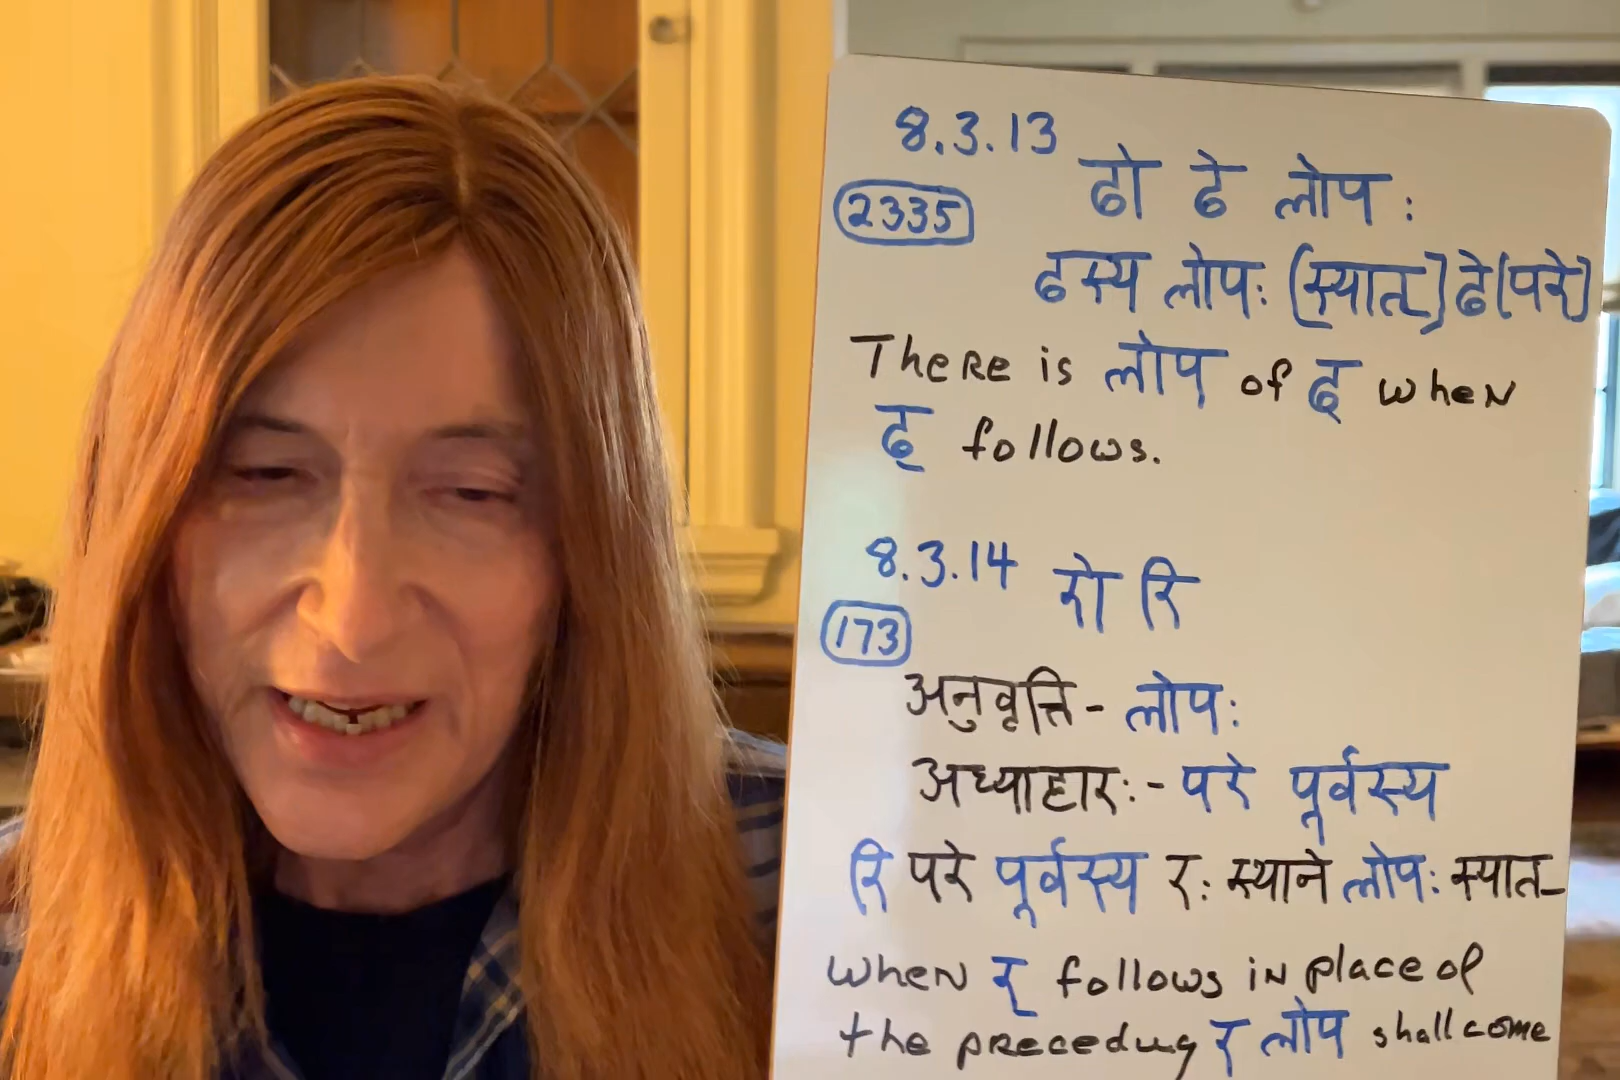 8.3.13
ढो ढे लोपः
2335
ढस्य लोपः (स्यात्) ढे (परे)
There is लोप of ढ् when
ढ् follows.
8.3.14 रो रि
173
अनुवृत्ति - लोपः
अध्याहारः - परे पूर्वस्य
रि परे पूर्वस्य रः स्थाने लोपः स्यात्
when र् follows in place of
the preceding र् लोप shall come